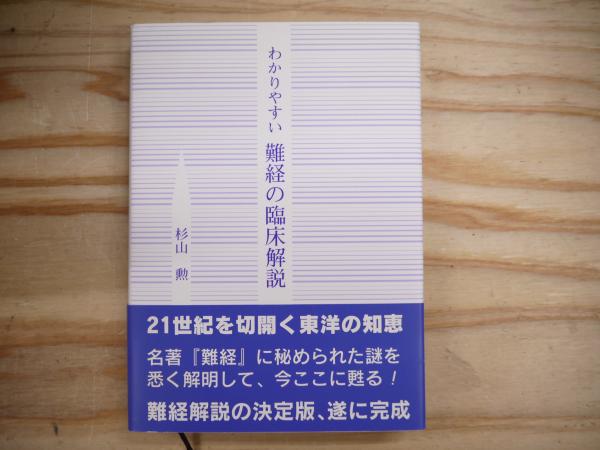 わかりやすい 難経の臨床解説
杉山 勲
21世紀を切開く東洋の知恵
名著『難経』に秘められた謎を
悉く解明して、今ここに甦る!
難経解説の決定版、遂に完成